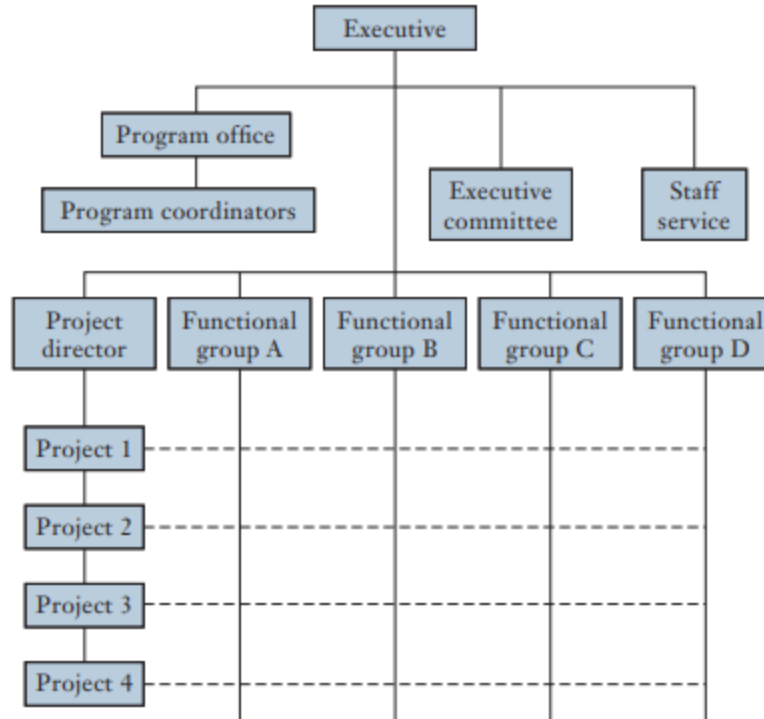 Executive
Program office
Program coordinators
Executive
committee
Staff
service
Project
director
Functional
group A
Functional
group B
Functional
group C
Functional
group D
Project 1
Project 2
Project 3
Project 4